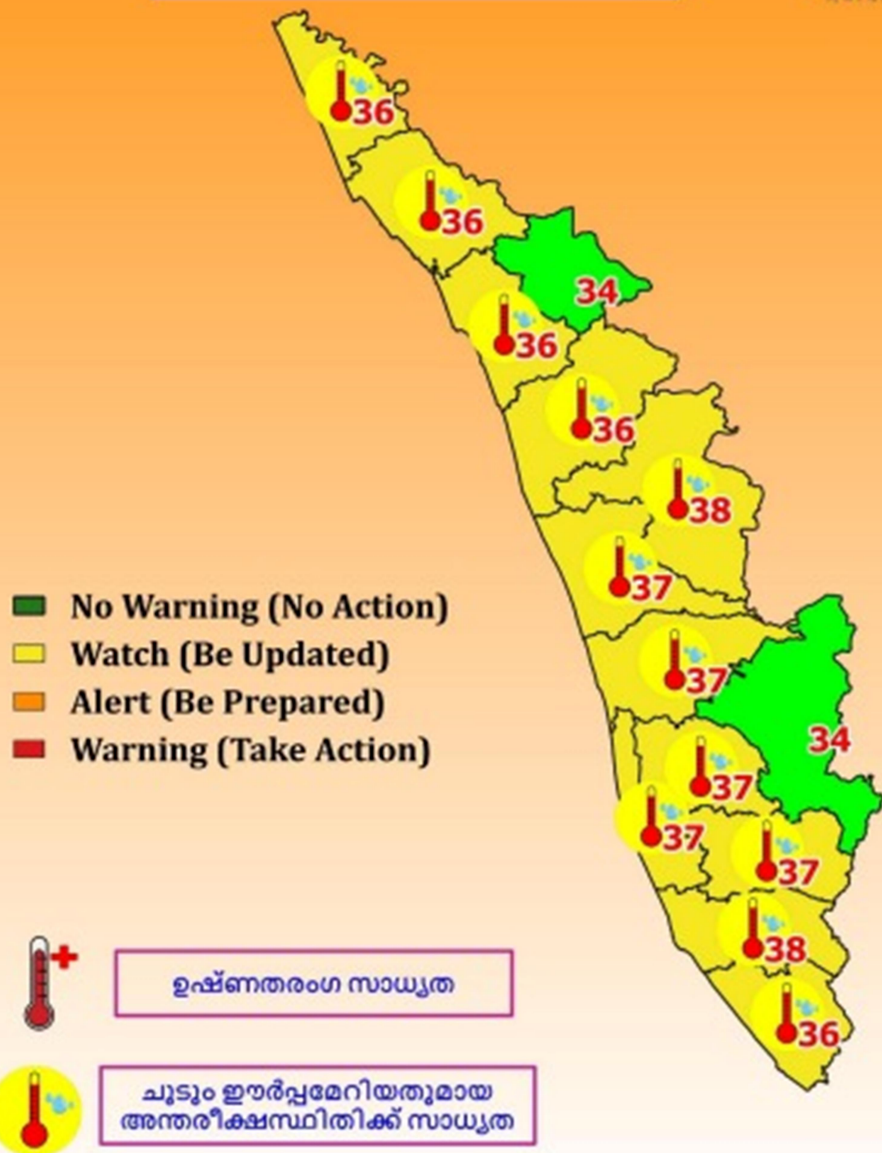 36
36
34
36
36
38
37
No Warning (No Action)
Watch (Be Updated)
Alert (Be Prepared)
Warning (Take Action)
37
34
37
37
37
38
36
ഉഷ്ണതരംഗ സാധ്യത
ചൂടും ഈർപ്പമേറിയതുമായ
അന്തരീക്ഷസ്ഥിതിക്ക് സാധ്യത